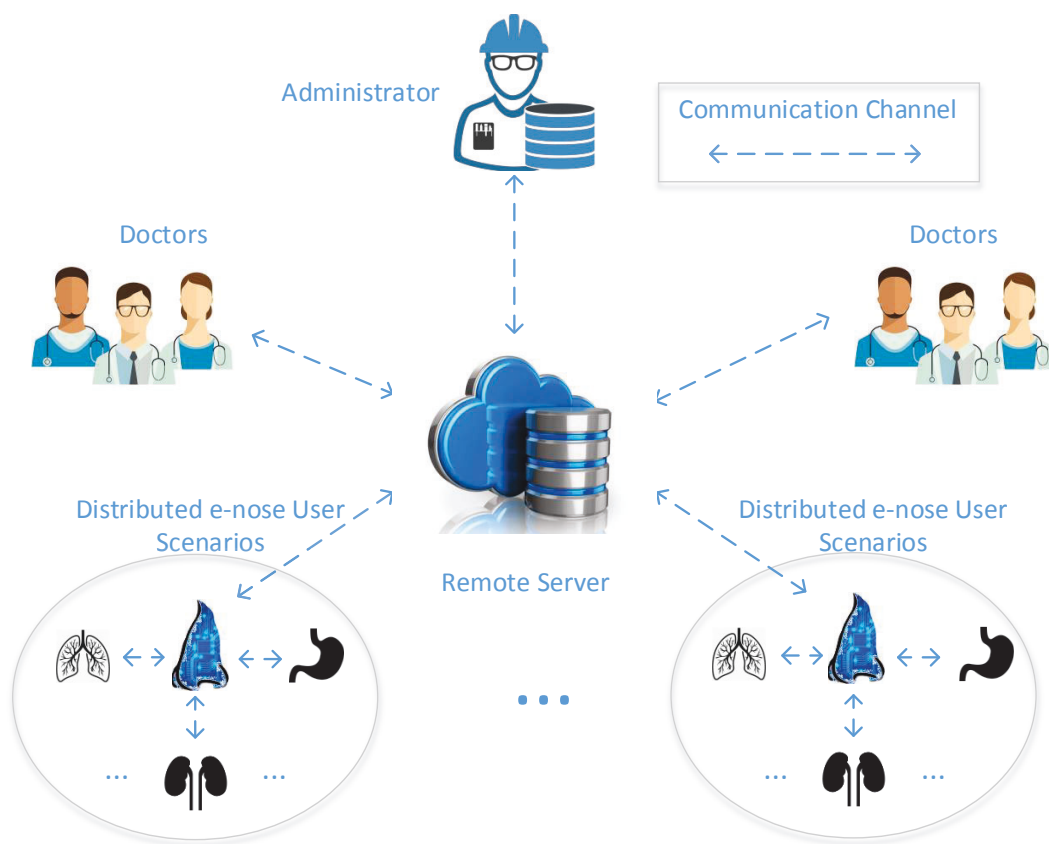 Administrator
Communication Channel
Doctors
Doctors
Distributed e-nose User
Scenarios
Distributed e-nose User
Scenarios
Remote Server
...
... ...
... ...